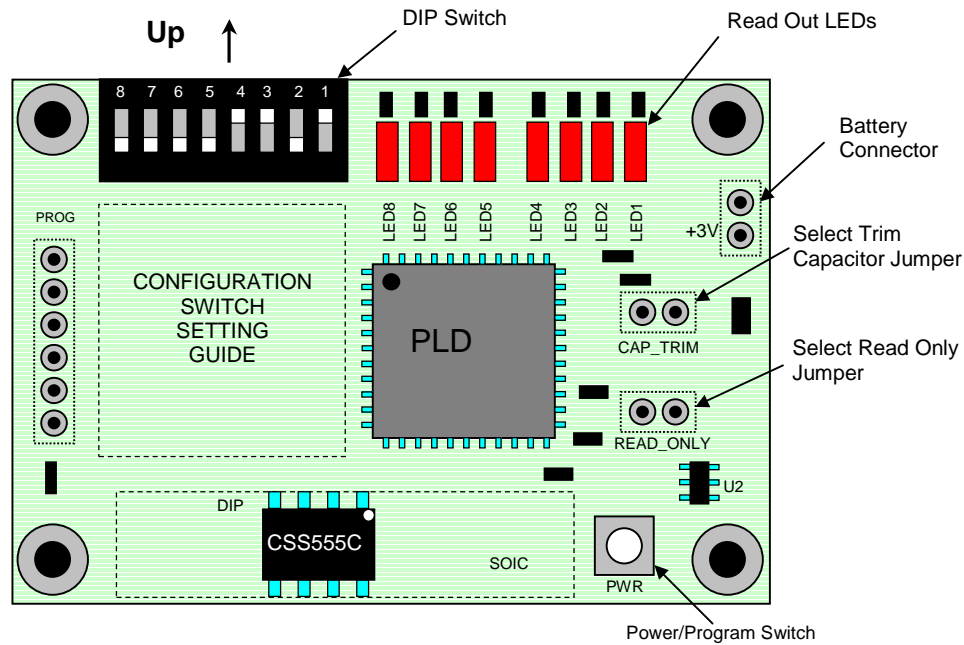 Up
DIP Switch
Read Out LEDs
8 7 6 5 4 3 2 1
Battery
Connector
PROG
LED8
LED7
LED6
LED5
LED4
LED3
LED2
LED1
+3V
Select Trim
Capacitor Jumper
CONFIGURATION
SWITCH
SETTING
GUIDE
PLD
CAP_TRIM
Select Read Only
Jumper
READ_ONLY
U2
DIP
CSS555C
SOIC
PWR
Power/Program Switch